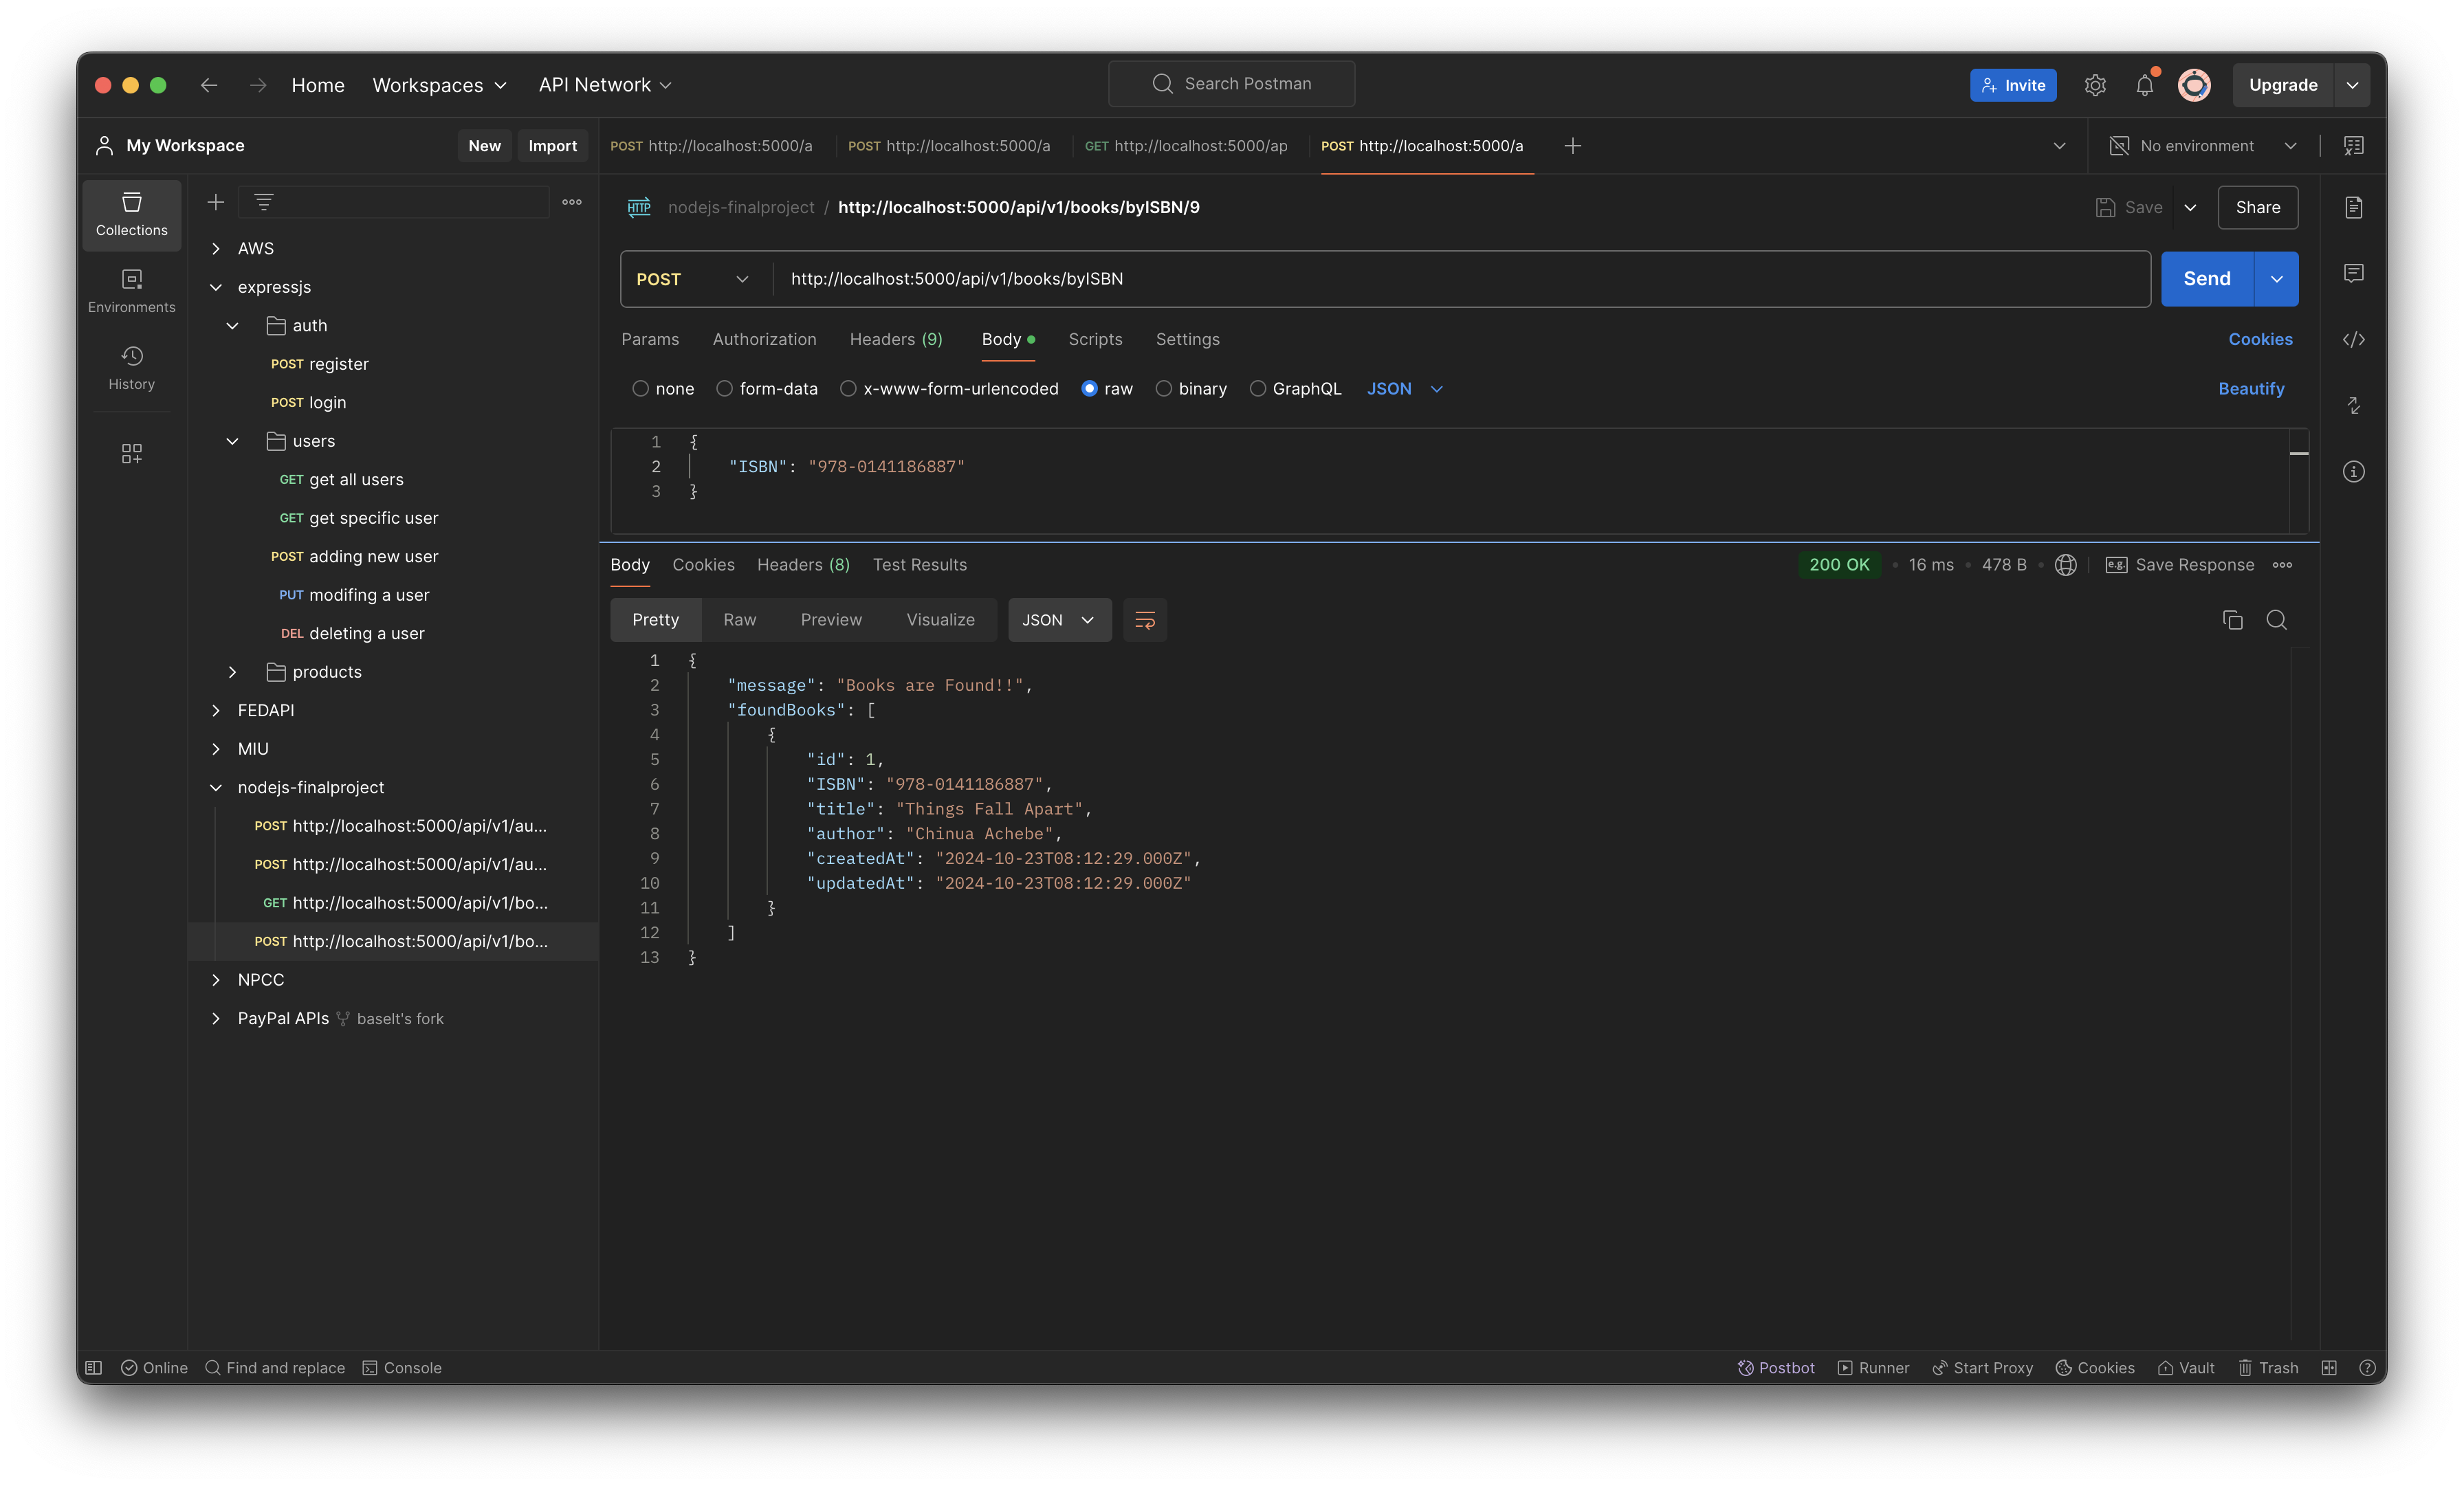 Home Workspaces API Network Search Postman Invite Upgrade
My Workspace New Import POST http://localhost:5000/a POST http://localhost:5000/a GET http://localhost:5000/ap POST http://localhost:5000/a No environment
Collections
Environments
History
AWS
expressjs
auth
POST register
POST login
users
GET get all users
GET get specific user
POST adding new user
PUT modifing a user
DEL deleting a user
products
FEDAPI
MIU
nodejs-finalproject
POST http://localhost:5000/api/v1/au...
POST http://localhost:5000/api/v1/au...
GET http://localhost:5000/api/v1/bo...
POST http://localhost:5000/api/v1/bo...
NPCC
PayPal APIs baselt's fork
HTTP nodejs-finalproject / http://localhost:5000/api/v1/books/byISBN/9 Save Share
POST http://localhost:5000/api/v1/books/byISBN Send
Params Authorization Headers (9) Body Scripts Settings Cookies
none form-data x-www-form-urlencoded raw binary GraphQL JSON Beautify
1 {
2 "ISBN": "978-0141186887"
3 }
Body Cookies Headers (8) Test Results 200 OK 16 ms 478 B e.g. Save Response
Pretty Raw Preview Visualize JSON
1 {
2 "message": "Books are Found!!",
3 "foundBooks": [
4 {
5 "id": 1,
6 "ISBN": "978-0141186887",
7 "title": "Things Fall Apart",
8 "author": "Chinua Achebe",
9 "createdAt": "2024-10-23T08:12:29.000Z",
10 "updatedAt": "2024-10-23T08:12:29.000Z"
11 }
12 ]
13 }
Online Find and replace Console Postbot Runner Start Proxy Cookies Vault Trash